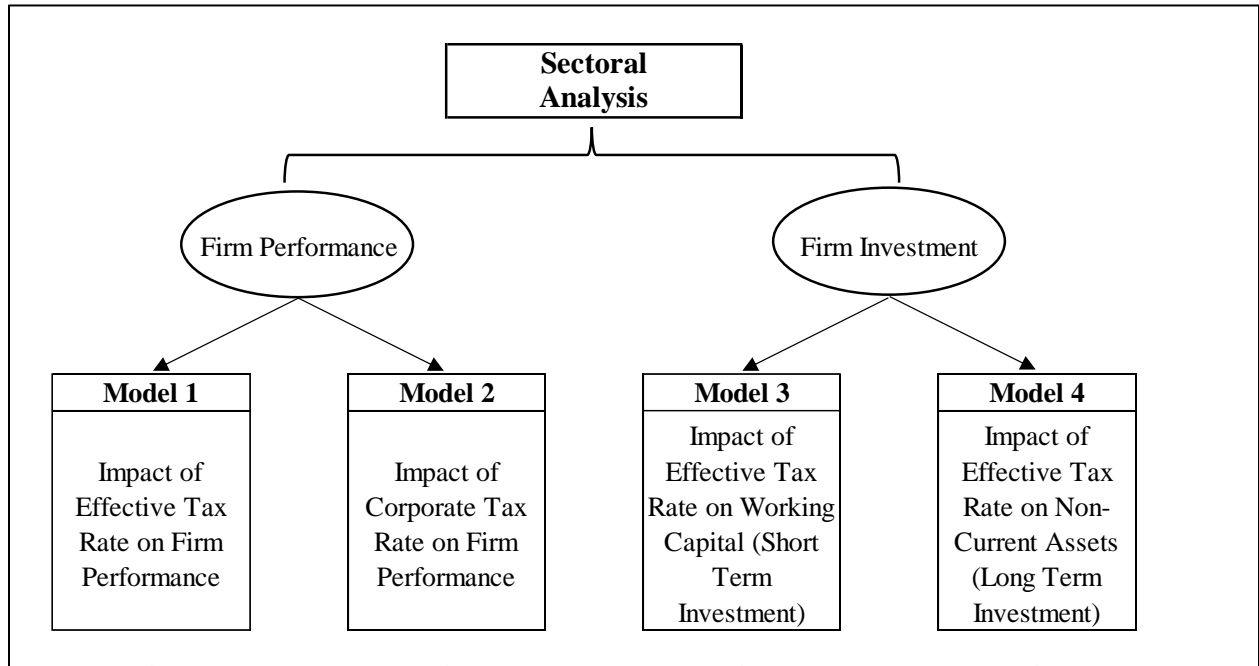 Sectoral
Analysis
Firm Performance
Firm Investment
Model 1
Impact of
Effective Tax
Rate on Firm
Performance
Model 2
Impact of
Corporate Tax
Rate on Firm
Performance
Model 3
Impact of
Effective Tax
Rate on Working
Capital (Short
Term
Investment)
Model 4
Impact of
Effective Tax
Rate on Non-
Current Assets
(Long Term
Investment)